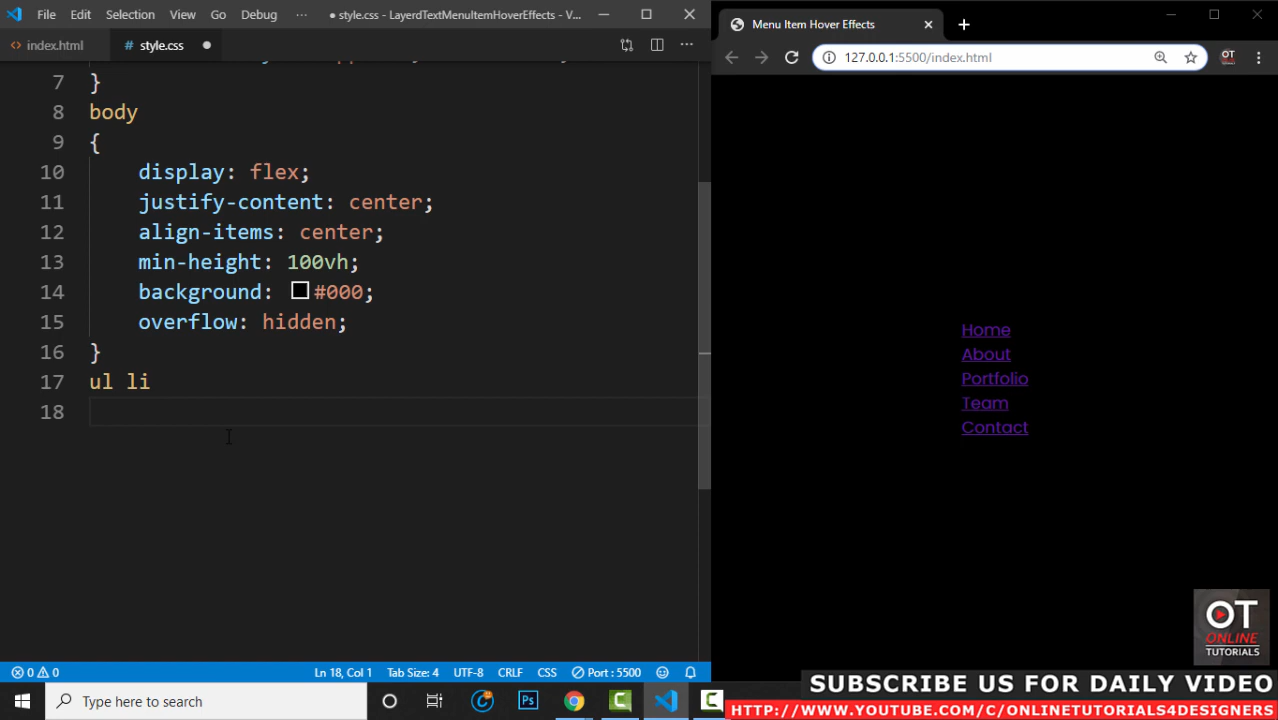 File Edit Selection View Go Debug ··· ● style.css - LayerdTextMenuItemHoverEffects - V...
index.html
style.css
7 }
8 body
9 {
10 display: flex;
11 justify-content: center;
12 align-items: center;
13 min-height: 100vh;
14 background: #000;
15 overflow: hidden;
16 }
17 ul li
18
0 0 Ln 18, Col 1 Tab Size: 4 UTF-8 CRLF CSS Port : 5500
Type here to search
Menu Item Hover Effects
127.0.0.1:5500/index.html
Home
About
Portfolio
Team
Contact
OT
ONLINE
TUTORIALS
SUBSCRIBE US FOR DAILY VIDEO
HTTP://WWW.YOUTUBE.COM/C/ONLINETUTORIALS4DESIGNERS